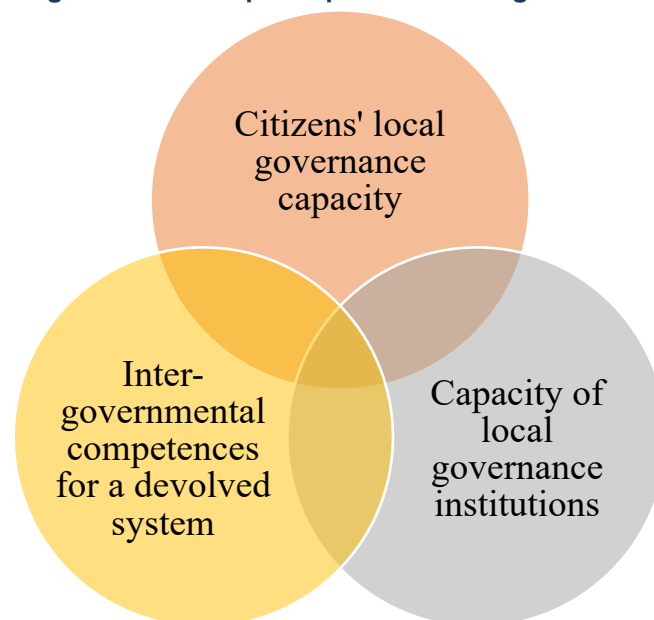 Citizens' local
governance
capacity
Inter-
governmental
competences
for a devolved
system
Capacity of
local
governance
institutions